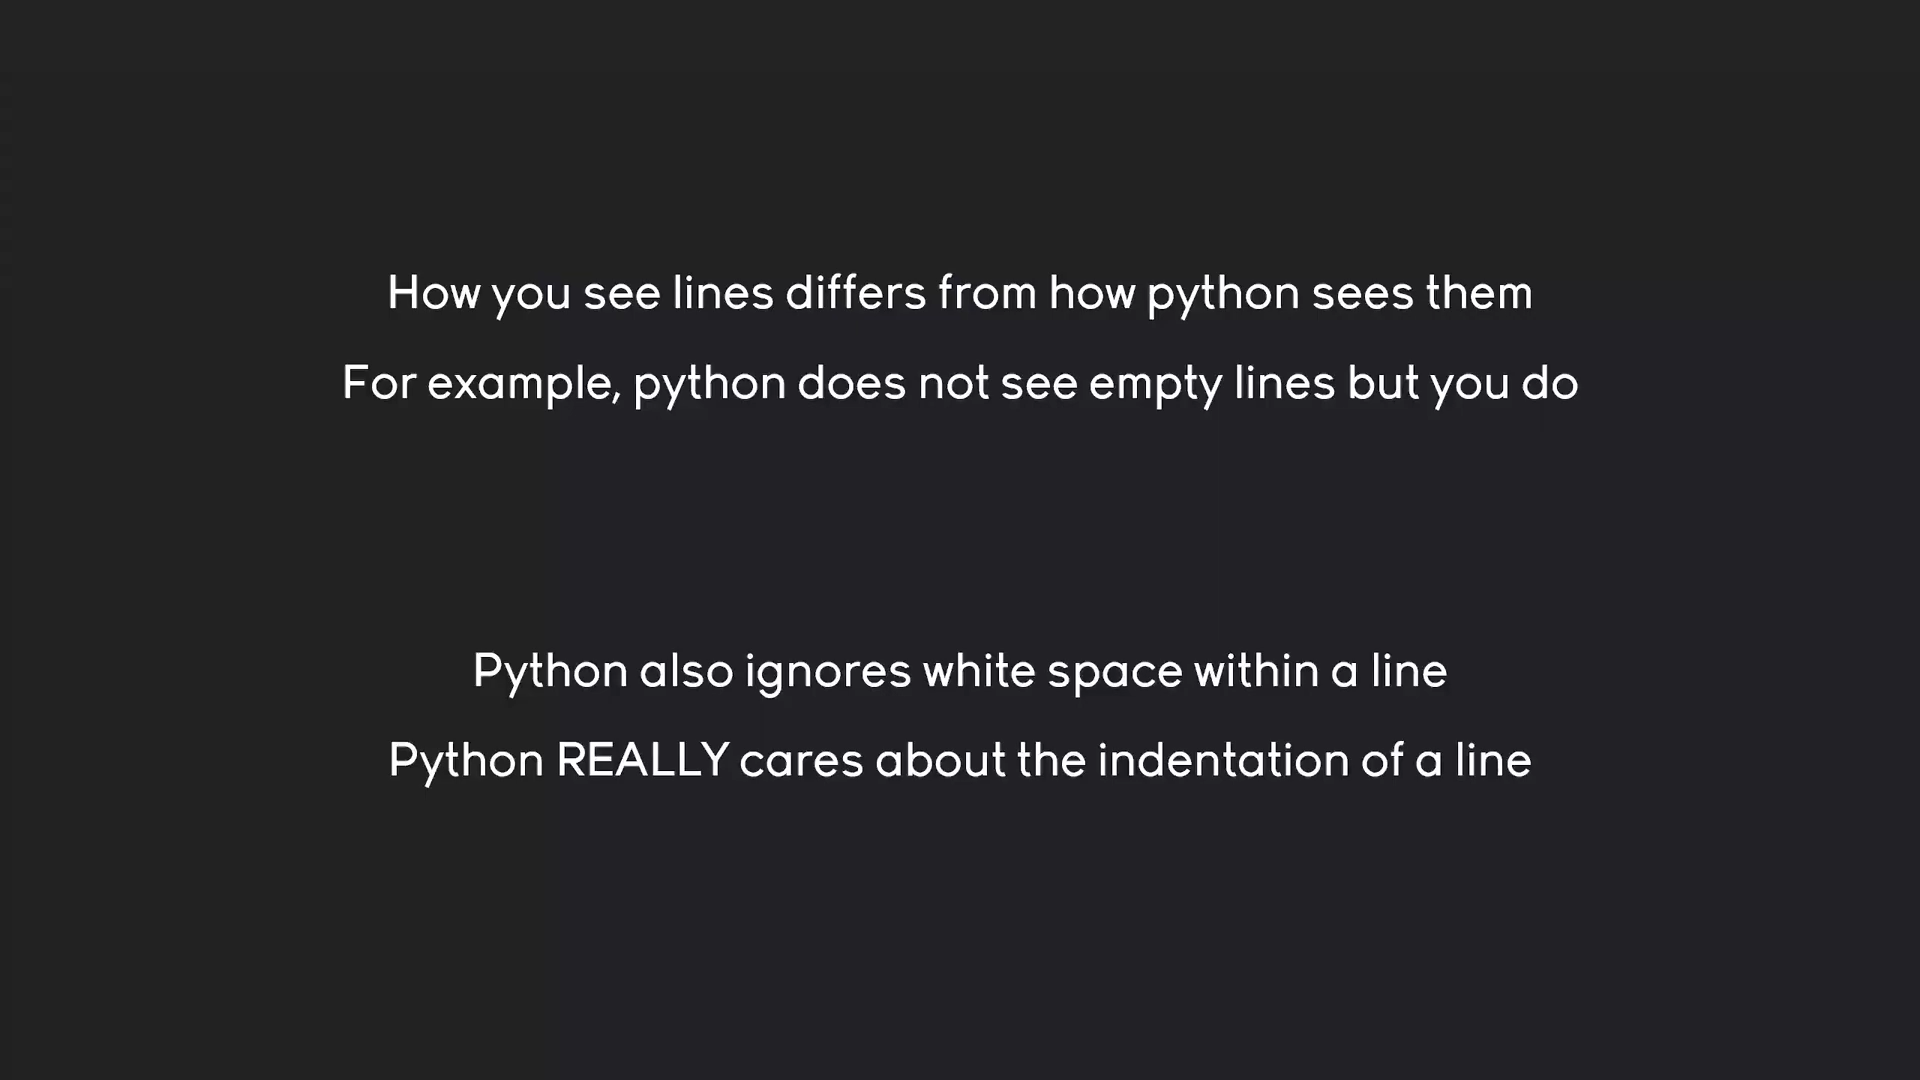 How you see lines differs from how python sees them
For example, python does not see empty lines but you do
Python also ignores white space within a line
Python REALLY cares about the indentation of a line